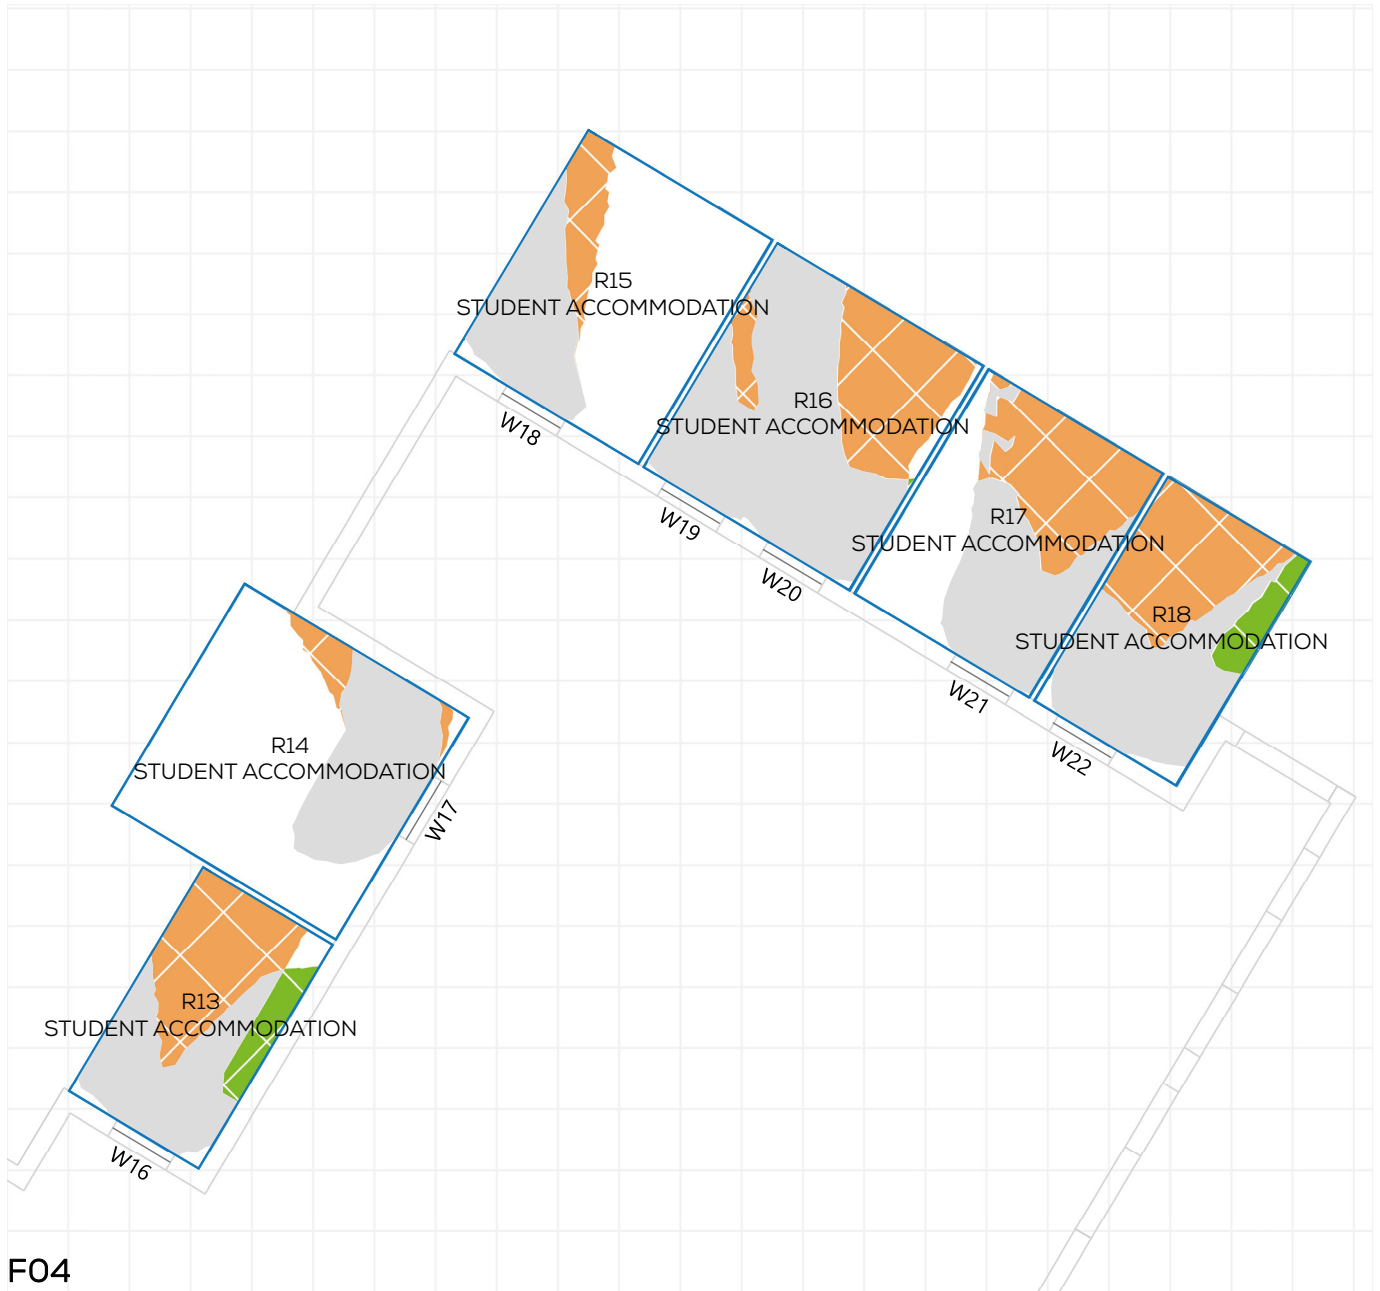 R15
STUDENT ACCOMMODATION
W18
R16
STUDENT ACCOMMODATION
W19
W20
R17
STUDENT ACCOMMODATION
W21
R18
STUDENT ACCOMMODATION
W22
R14
STUDENT ACCOMMODATION
W17
R13
STUDENT ACCOMMODATION
W16
F04